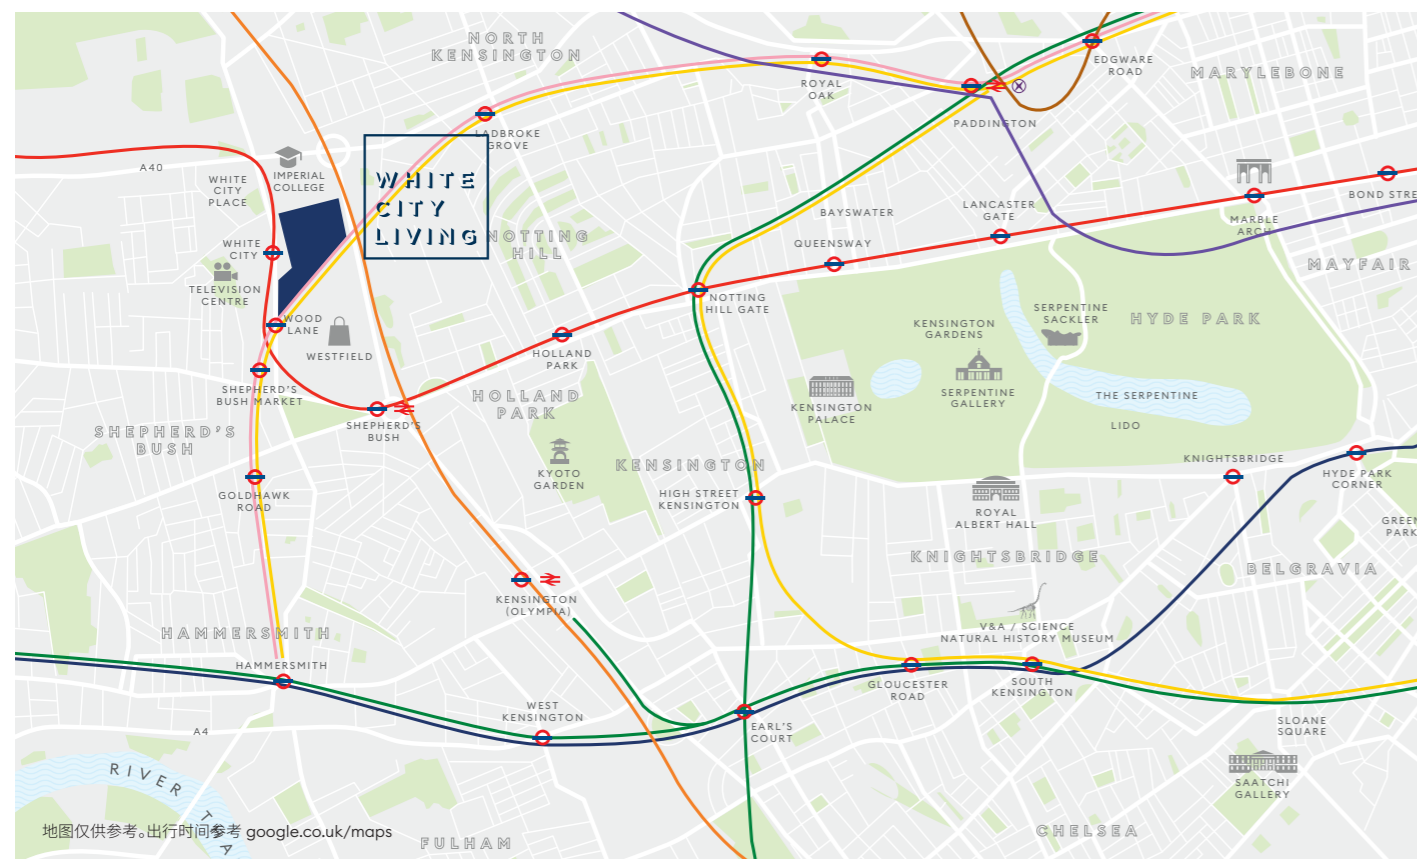 NORTH
KENSINGTON
EDGWARE
ROAD
MARYLEBONE
ROYAL
OAK
PADDINGTON
LADBROKE
GROVE
A40
IMPERIAL
COLLEGE
WHITE
CITY
PLACE
WHITE
CITY
LIVING
BOND STRE
LANCASTER
GATE
BAYSWATER
MARBLE
ARCH
QUEENSWAY
NOTTING
HILL
WHITE
CITY
MAYFAIR
TELEVISION
CENTRE
NOTTING
HILL GATE
SERPENTINE
SACKLER
HYDE PARK
KENSINGTON
GARDENS
WOOD
LANE
WESTFIELD
HOLLAND
PARK
SHEPHERD'S
BUSH MARKET
HOLLAND
PARK
SERPENTINE
GALLERY
THE SERPENTINE
KENSINGTON
PALACE
LIDO
SHEPHERD'S
BUSH
SHEPHERD'S
BUSH
KENSINGTON
KNIGHTSBRIDGE
KYOTO
GARDEN
HYDE PARK
CORNER
GOLDHAWK
ROAD
HIGH STREET
KENSINGTON
ROYAL
ALBERT HALL
GREEN
PARK
KNIGHTSBRIDGE
BELGRAVIA
KENSINGTON
(OLYMPIA)
V&A / SCIENCE
NATURAL HISTORY MUSEUM
HAMMERSMITH
HAMMERSMITH
GLOUCESTER
ROAD
SOUTH
KENSINGTON
WEST
KENSINGTON
EARL'S
COURT
SLOANE
SQUARE
A4
RIVER THA
SAATCHI
GALLERY
地图仅供参考。出行时间参考 google.co.uk/maps
FULHAM
CHELSEA